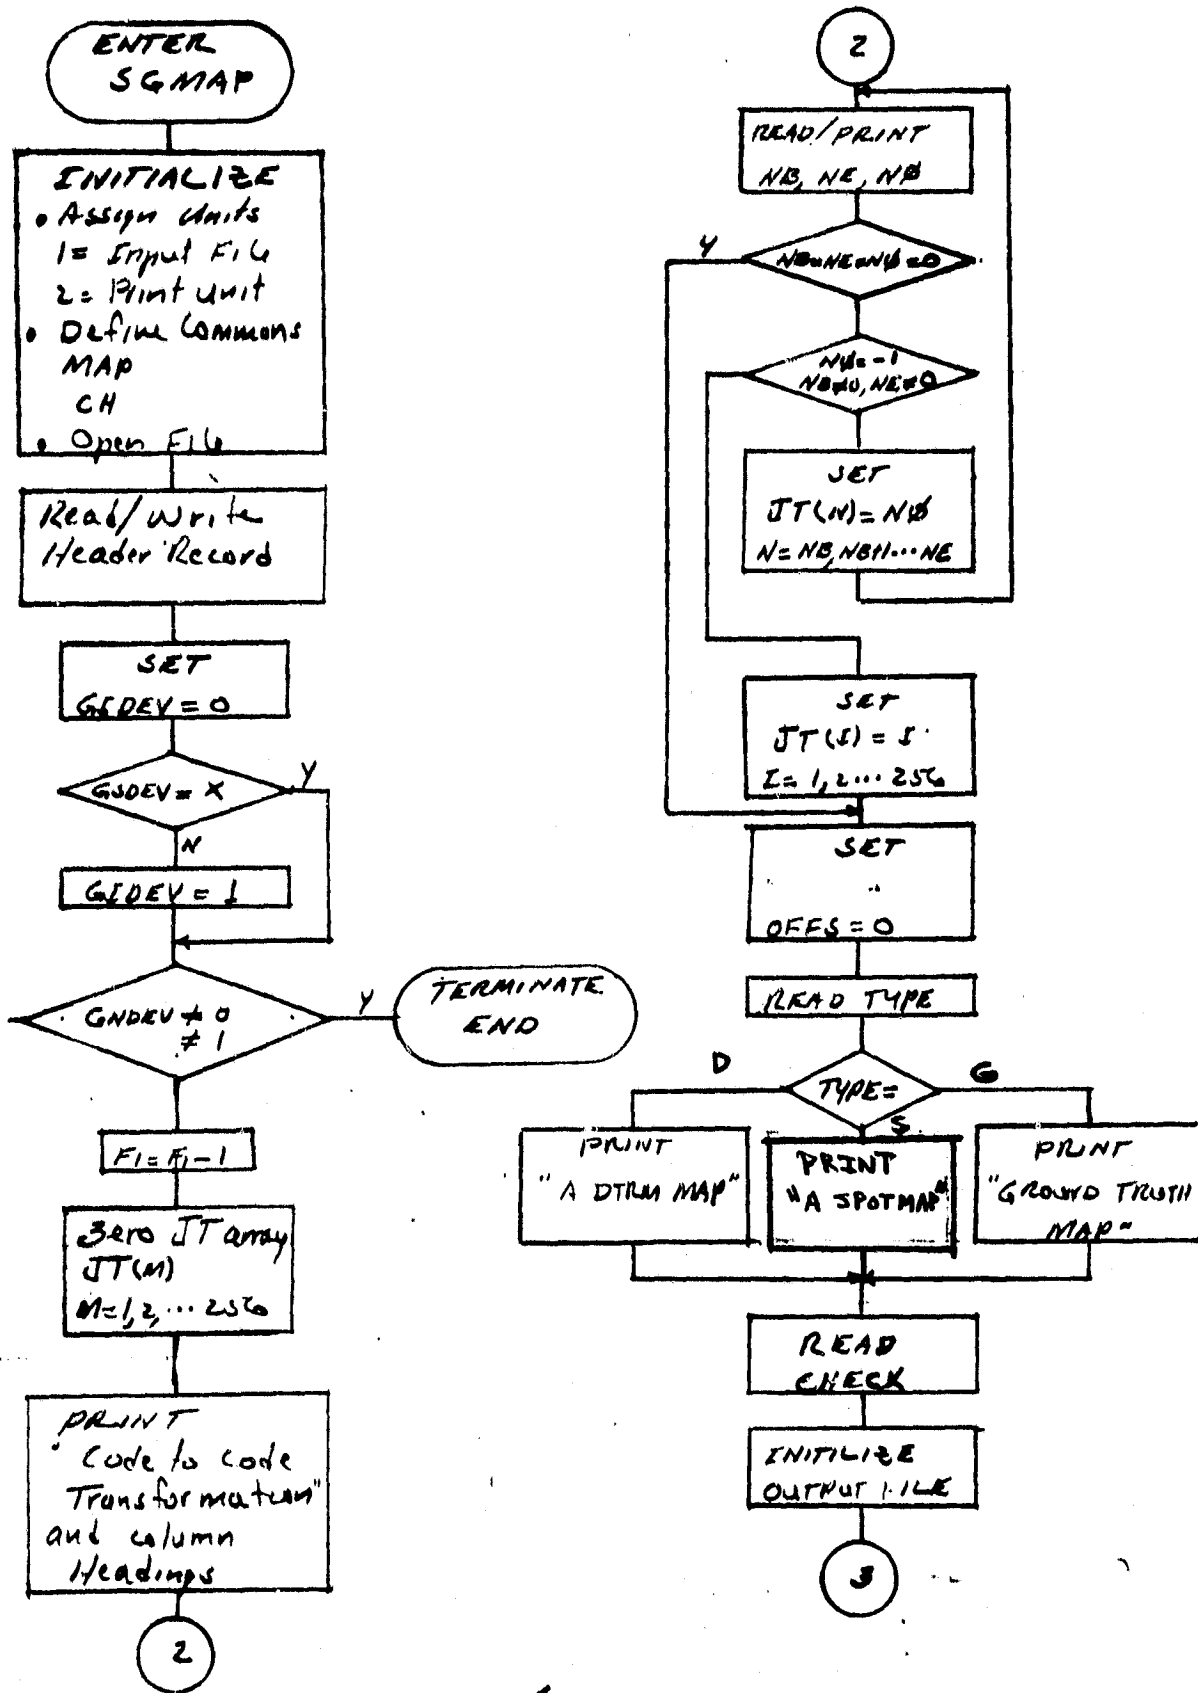 ENTER
SGMAP
INITIALIZE
• Assign Units
1= Input File
2= Print Unit
• Define Commons
MAP
CH
• Open File
Read/Write
Header Record
SET
GIDEV = 0
GSDEV = X
Y
N
GIDEV = 1
GNDEV ≠ 0
≠ 1
Y
TERMINATE
END
F1 = F1 - 1
Zero JT array
JT(M)
M=1,2,...256
PRINT
"Code to code
Transformation"
and column
Headings
2
2
READ/PRINT
NB, NE, NØ
NB=NE=NØ=0
Y
NØ=-1
NB≠0, NE≠0
SET
JT(N)=NØ
N=NB,NB+1...NE
SET
JT(I) = I
I= 1,2...256
SET
OFFS = 0
READ TYPE
TYPE=
D
S
G
PRINT
"A DTRM MAP"
PRINT
"A SPOTMAP"
PRINT
"GROUND TRUTH
MAP"
READ
CHECK
INITILIZE
OUTPUT FILE
3